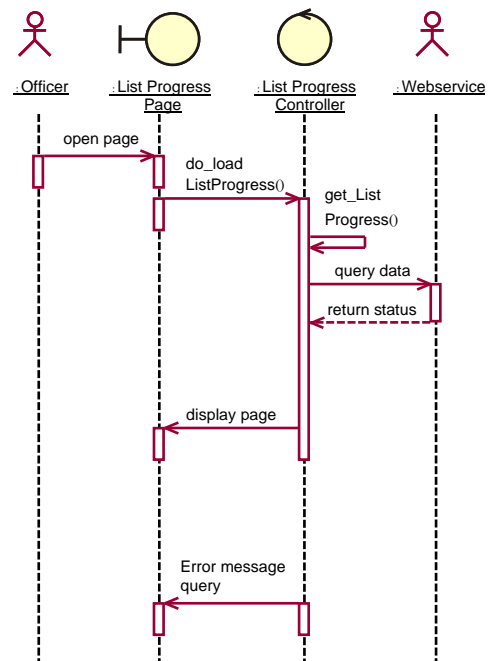 : Officer
: List Progress
Page
: List Progress
Controller
: Webservice
open page
do_load
ListProgress()
get_List
Progress()
query data
return status
display page
Error message
query